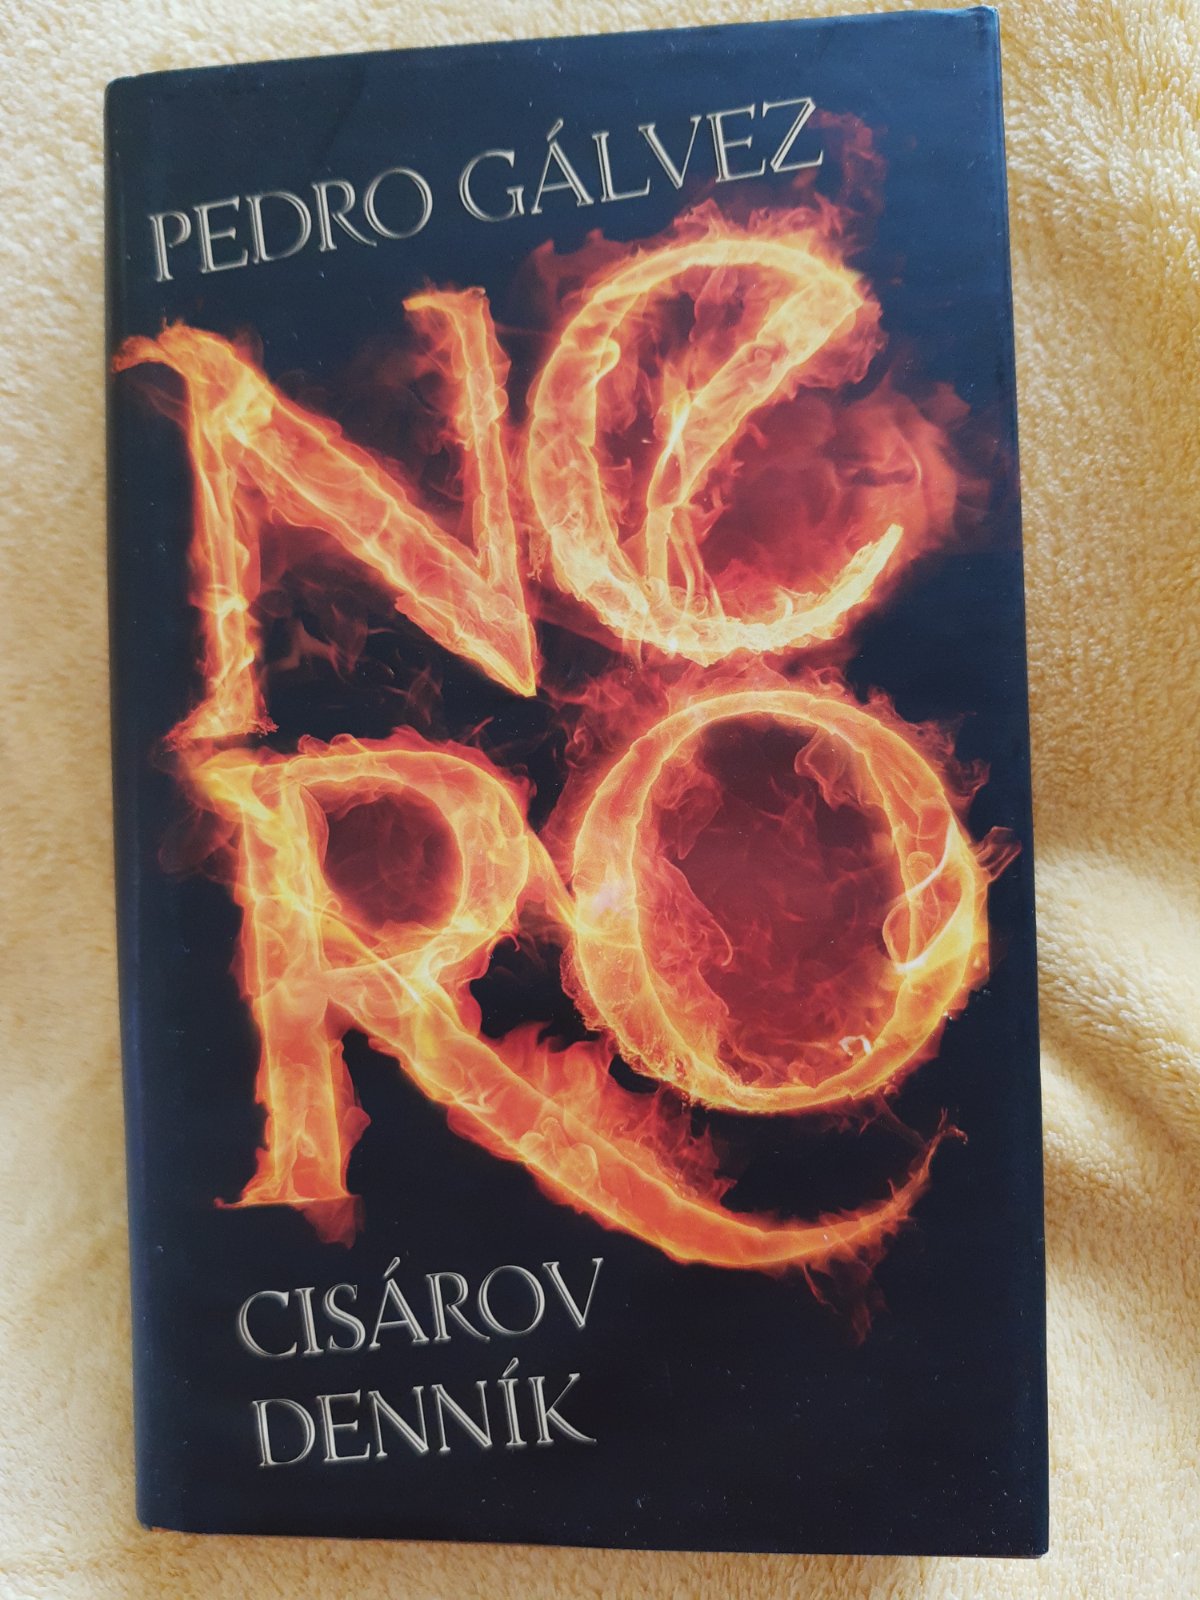 PEDRO GÁLVEZ
NE
RO
CISÁROV
DENNÍK